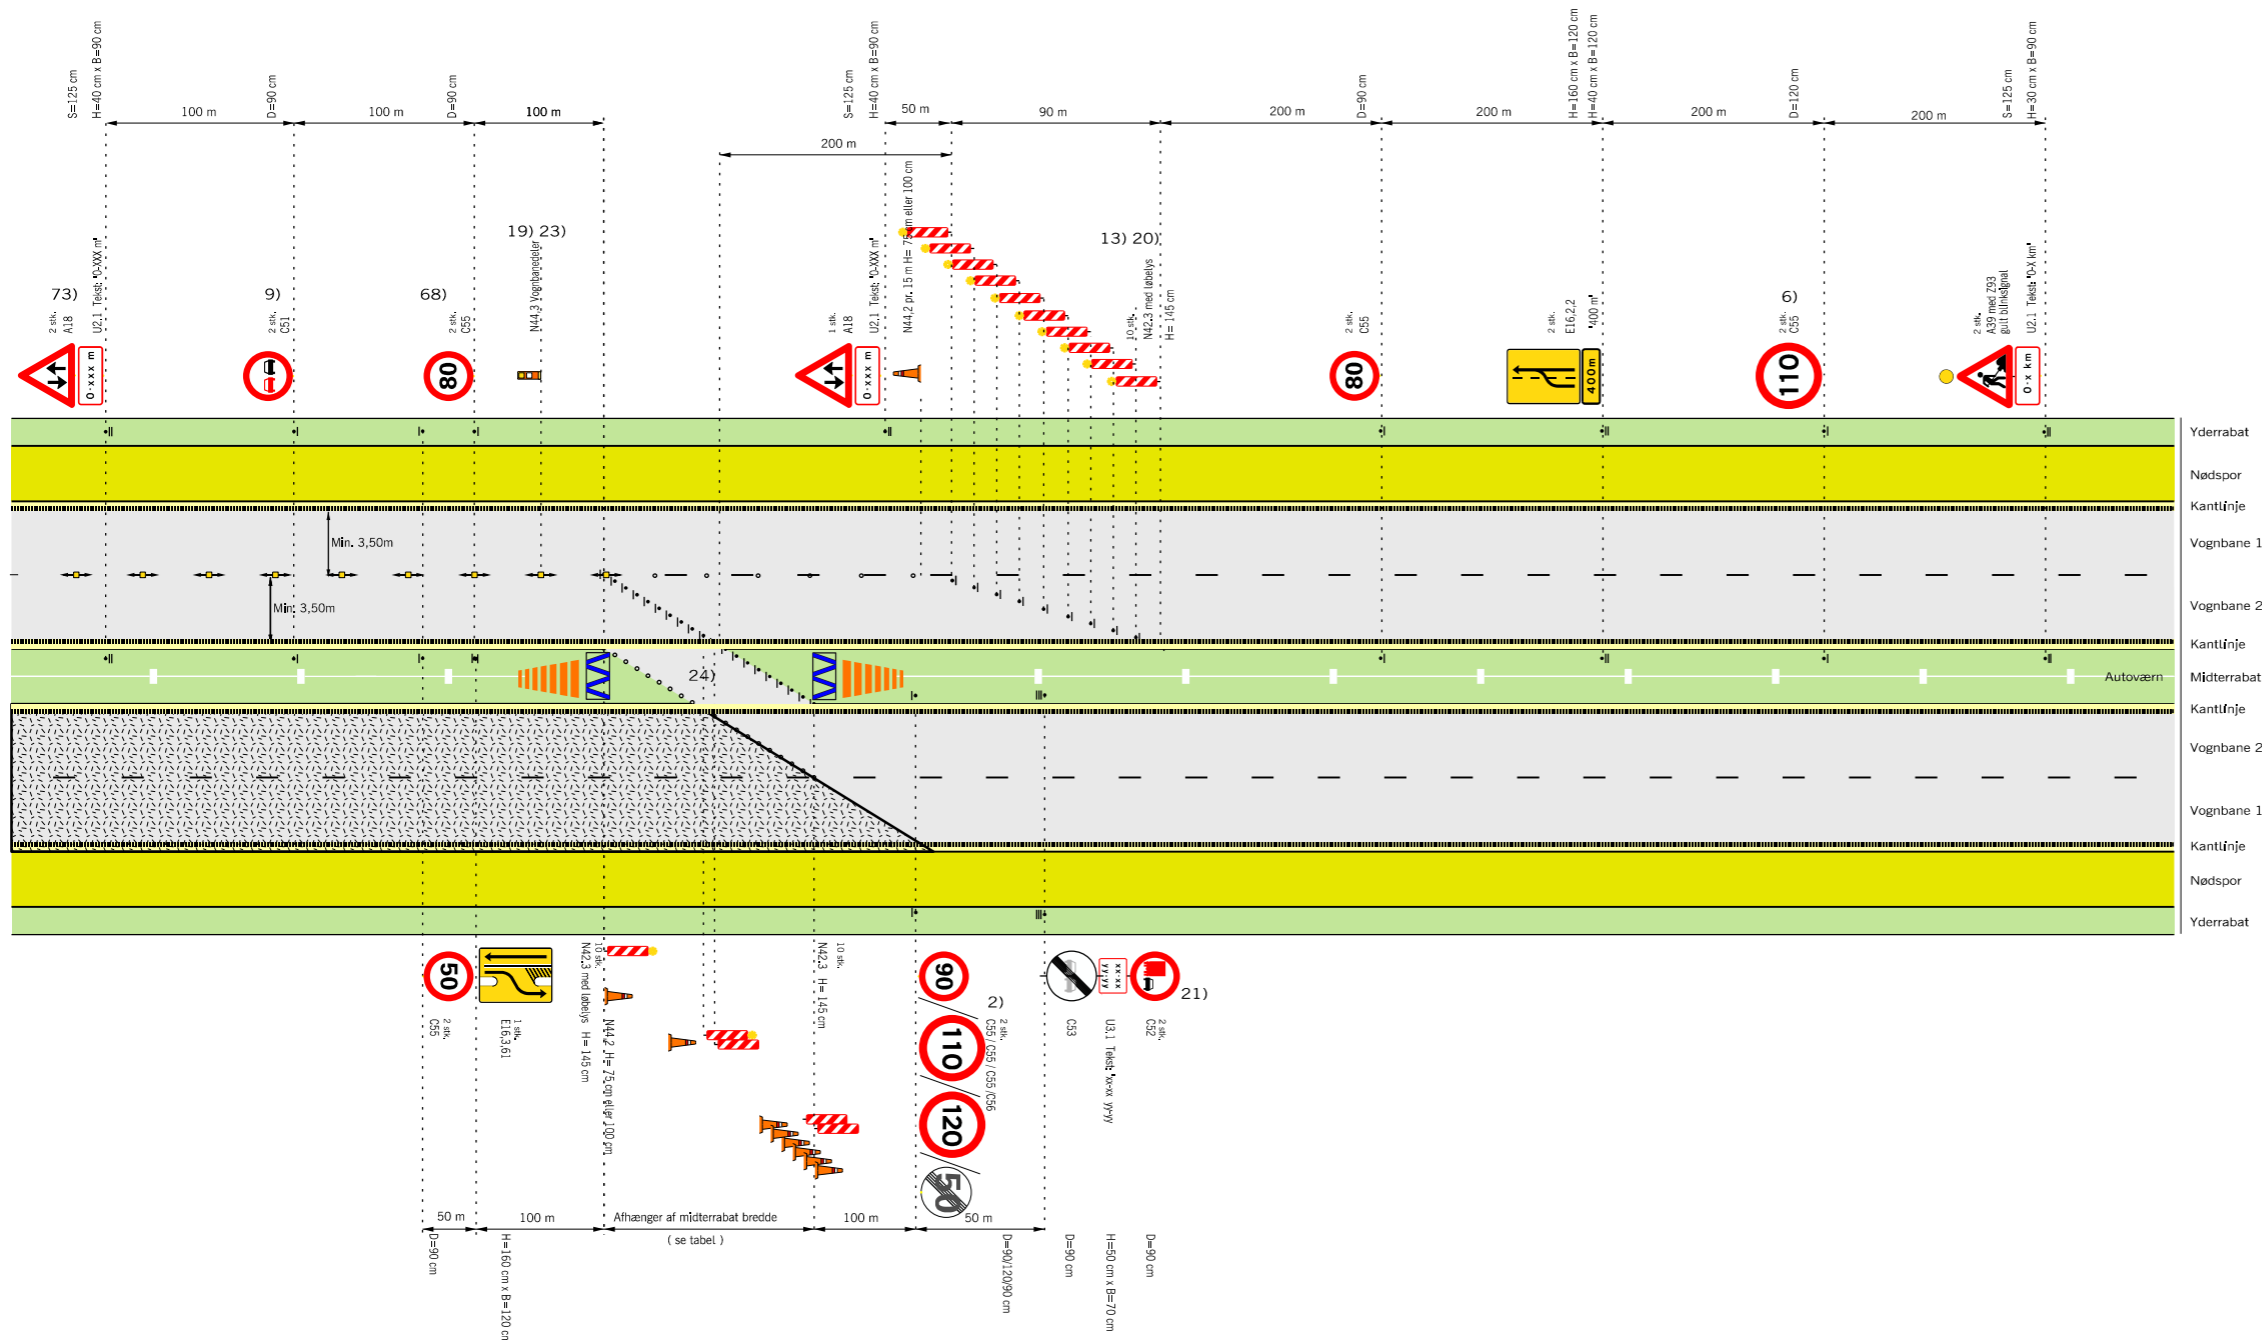 S=125 cm
H=40 cm x B=90 cm
D=90 cm
D=90 cm
S=125 cm
H=40 cm x B=90 cm
D=90 cm
H=160 cm x B=120 cm
H=40 cm x B=120 cm
D=120 cm
S=125 cm
H=30 cm x B=90 cm
100 m
100 m
100 m
50 m
90 m
200 m
200 m
200 m
200 m
200 m
73)
2 stk.
A18
U2.1 Tekst: "0-XXX m"
9)
2 stk.
C51
68)
2 stk.
C55
19) 23)
N44.3 Vognbanedeler
1 stk.
A18
U2.1 Tekst: "0-XXX m"
N44.2 pr. 15 m H= 75 cm eller 100 cm
13) 20)
10 stk.
N42.3 med løbelys
H= 145 cm
2 stk.
C55
2 stk.
E16.2.2
"400 m"
6)
2 stk.
C55
2 stk.
A39 med Z93
gult blinksignal
U2.1 Tekst: "0-X km"
0-xxx m
80
0-xxx m
80
400m
110
0-x km
Yderrabat
Nødspor
Kantlinje
Vognbane 1
Min. 3,50m
Min. 3,50m
Vognbane 2
Kantlinje
24)
Autoværn
Midterrabat
Kantlinje
Vognbane 2
Vognbane 1
Kantlinje
Nødspor
Yderrabat
50
2 stk.
C55
1 stk.
E16.3.61
10 stk.
N42.3 med løbelys H= 145 cm
N44.2 H= 75 cm eller 100 cm
10 stk.
N42.3 H= 145 cm
90
110
120
50
2)
2 stk.
C55 / C55 / C55 /C56
C53
xx-xx
yy-yy
U3.1 Tekst: "xx-xx yy-yy
21)
2 stk.
C52
50 m
100 m
Afhænger af midterrabat bredde
( se tabel )
100 m
50 m
D=90 cm
H=160 cm x B=120 cm
D=90/120/90 cm
D=90 cm
H=50 cm x B=70 cm
D=90 cm